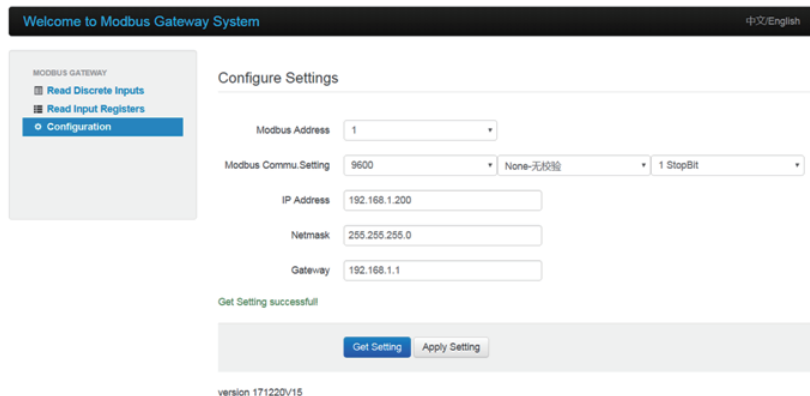 Welcome to Modbus Gateway System 中文/English
MODBUS GATEWAY
Read Discrete Inputs
Read Input Registers
Configuration
Configure Settings
Modbus Address 1
Modbus Commu.Setting 9600 None-无校验 1 StopBit
IP Address 192.168.1.200
Netmask 255.255.255.0
Gateway 192.168.1.1
Get Setting successful!
Get Setting Apply Setting
version 171220V15